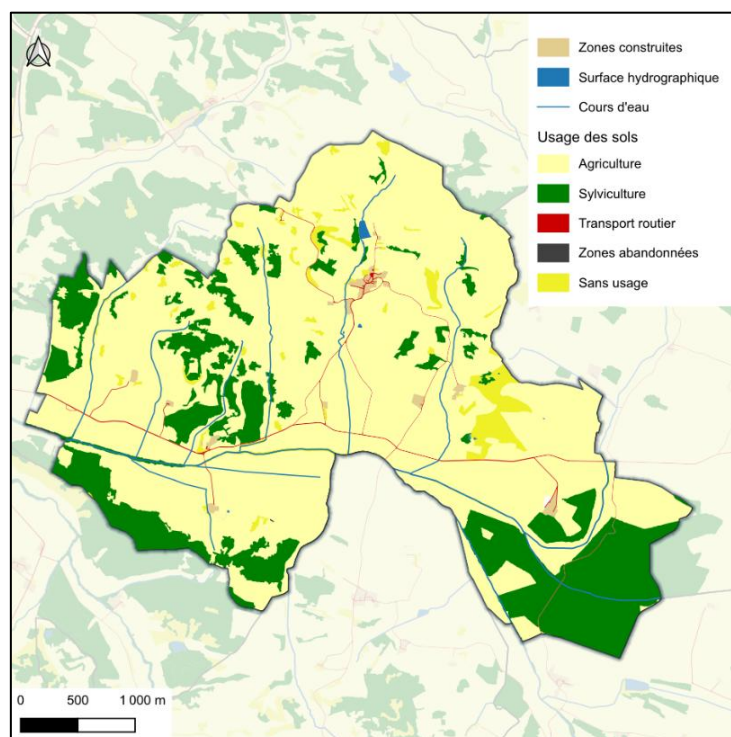 Zones construites
Surface hydrographique
Cours d'eau
Usage des sols
Agriculture
Sylviculture
Transport routier
Zones abandonnées
Sans usage
0 500 1 000 m